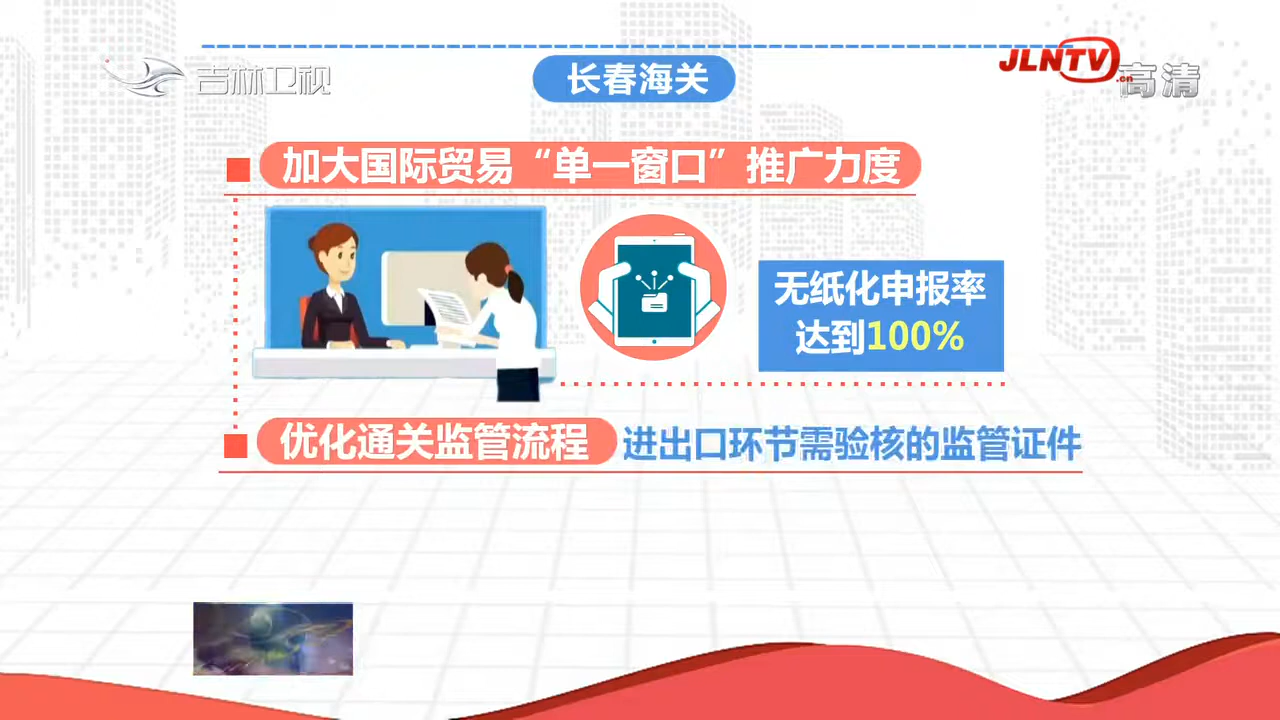 吉林卫视
JLNTV.cn
高清
长春海关
加大国际贸易“单一窗口”推广力度
无纸化申报率
达到100%
优化通关监管流程 进出口环节需验核的监管证件